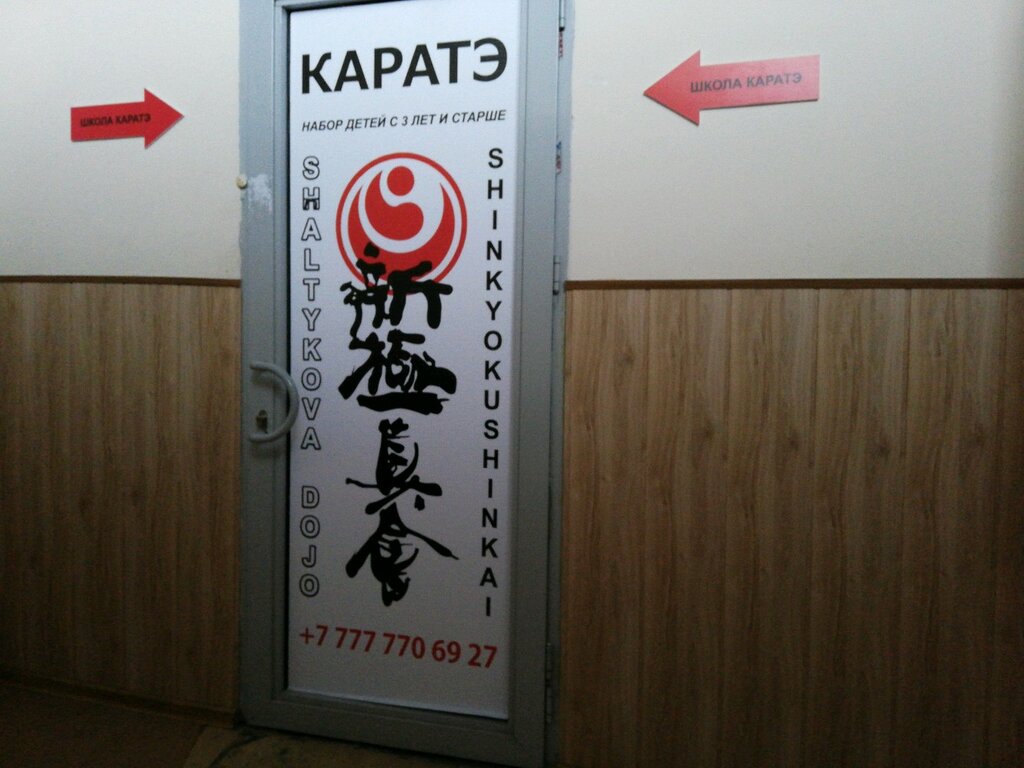 КАРАТЭ
НАБОР ДЕТЕЙ С 3 ЛЕТ И СТАРШЕ
ШКОЛА КАРАТЭ
ШКОЛА КАРАТЭ
SHALTYKOVA DOJO
新極真會
SHINKYOKUSHINKAI
+7 777 770 69 27